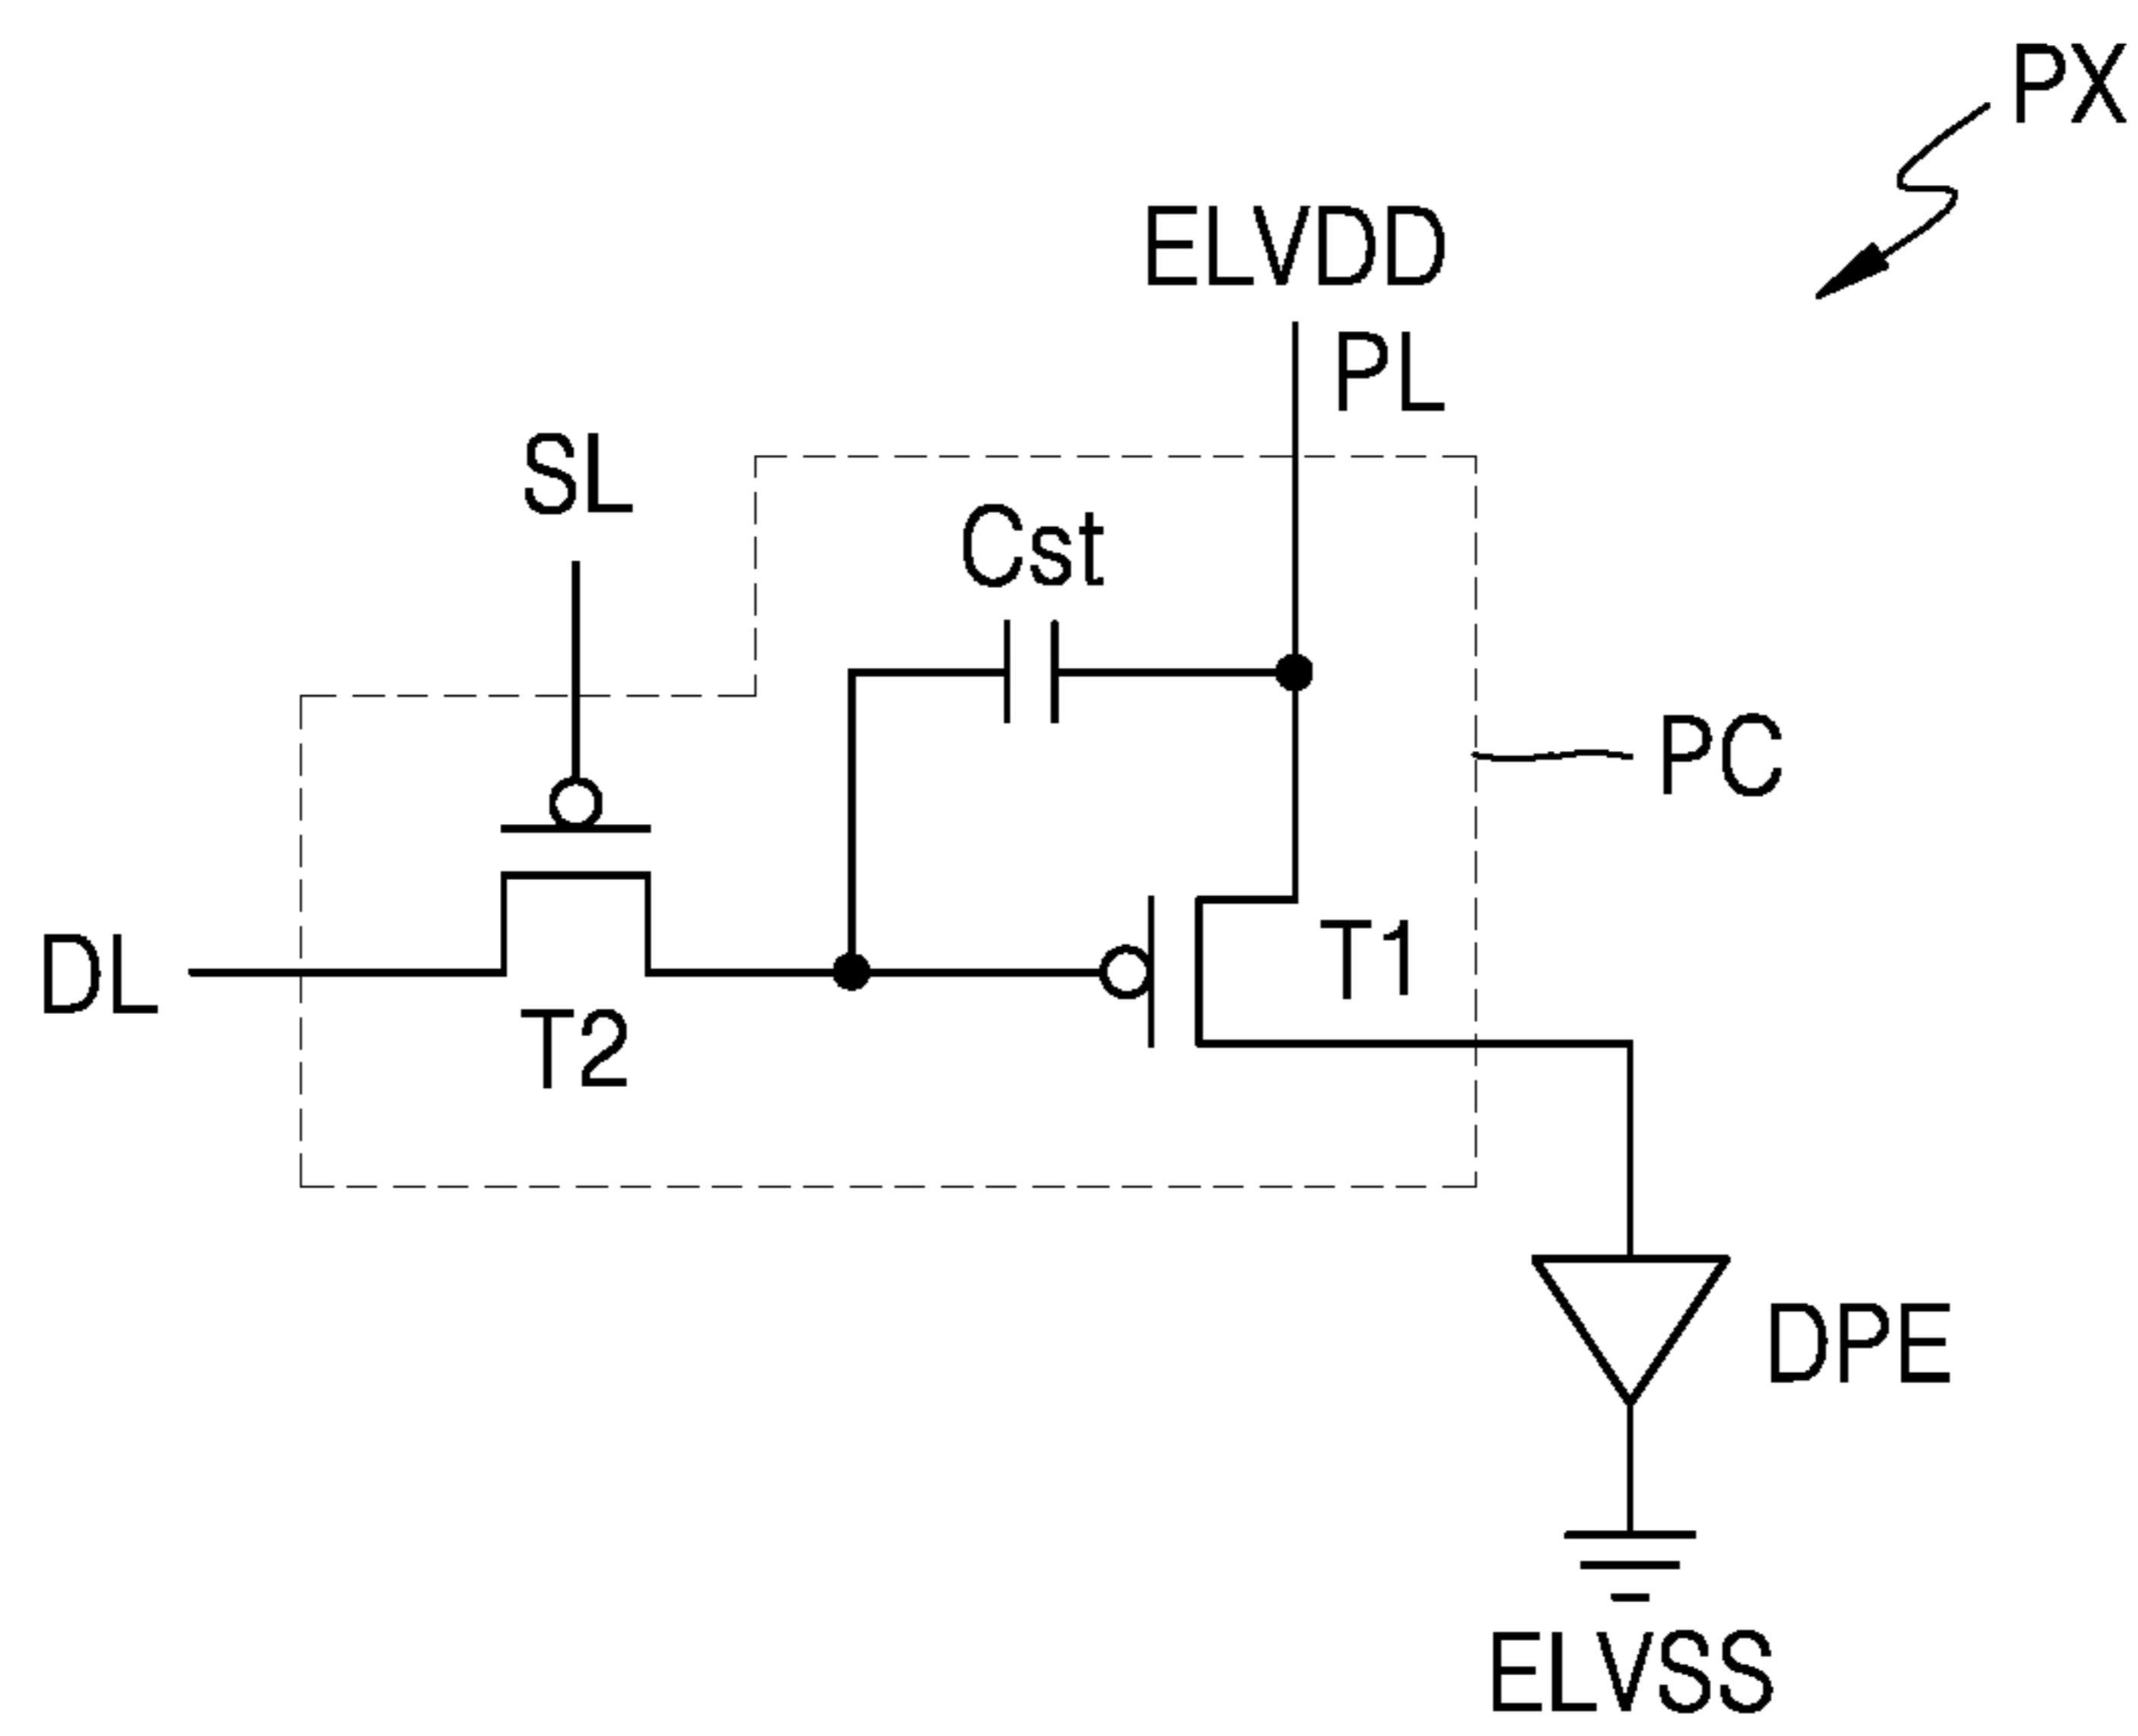 PX
ELVDD
PL
SL
Cst
PC
T1
DL
T2
DPE
ELVSS